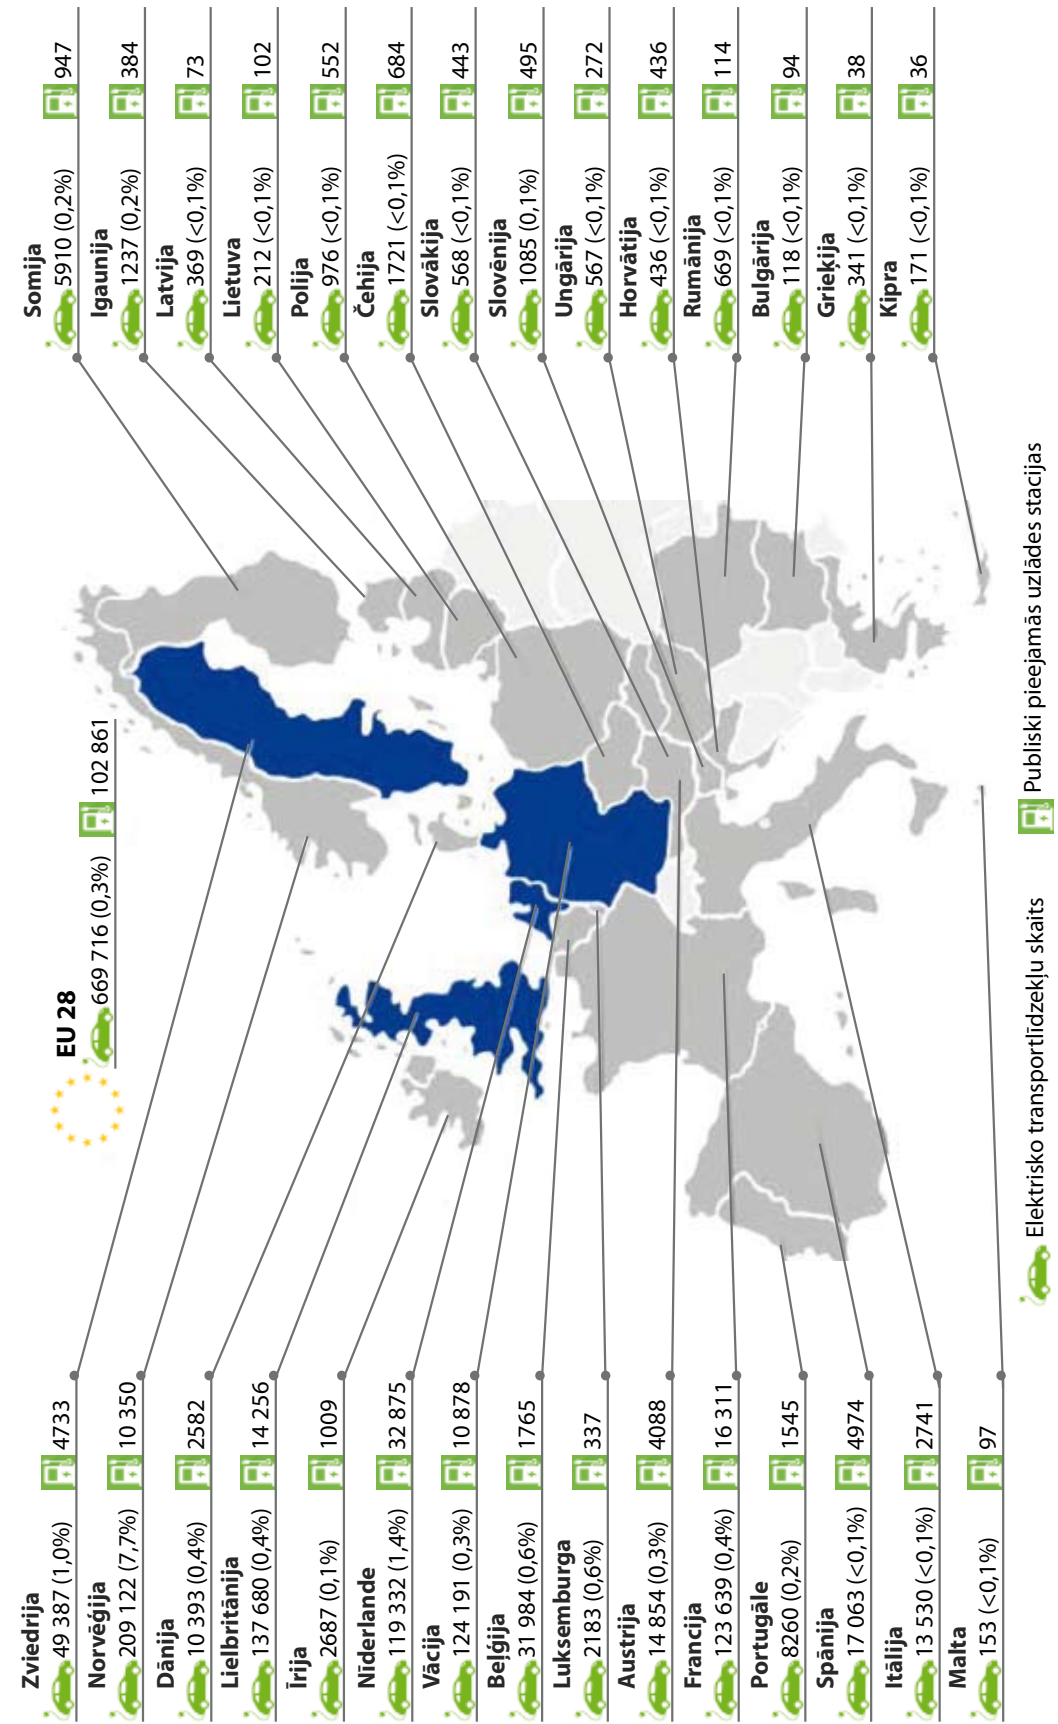 EU 28
669 716 (0,3%) 102 861
Zviedrija
49 387 (1,0%) 4733
Norvēģija
209 122 (7,7%) 10 350
Dānija
10 393 (0,4%) 2582
Lielbritānija
137 680 (0,4%) 14 256
Īrija
2687 (0,1%) 1009
Nīderlande
119 332 (1,4%) 32 875
Vācija
124 191 (0,3%) 10 878
Beļģija
31 984 (0,6%) 1765
Luksemburga
2183 (0,6%) 337
Austrija
14 854 (0,3%) 4088
Francija
123 639 (0,4%) 16 311
Portugāle
8260 (0,2%) 1545
Spānija
17 063 (<0,1%) 4974
Itālija
13 530 (<0,1%) 2741
Malta
153 (<0,1%) 97
Somija
5910 (0,2%) 947
Igaunija
1237 (0,2%) 384
Latvija
369 (<0,1%) 73
Lietuva
212 (<0,1%) 102
Polija
976 (<0,1%) 552
Čehija
1721 (<0,1%) 684
Slovākija
568 (<0,1%) 443
Slovēnija
1085 (0,1%) 495
Ungārija
567 (<0,1%) 272
Horvātija
436 (<0,1%) 436
Rumānija
669 (<0,1%) 114
Bulgārija
118 (<0,1%) 94
Grieķija
341 (<0,1%) 38
Kipra
171 (<0,1%) 36
Elektrisko transportlīdzekļu skaits
Publiski pieejamās uzlādes stacijas